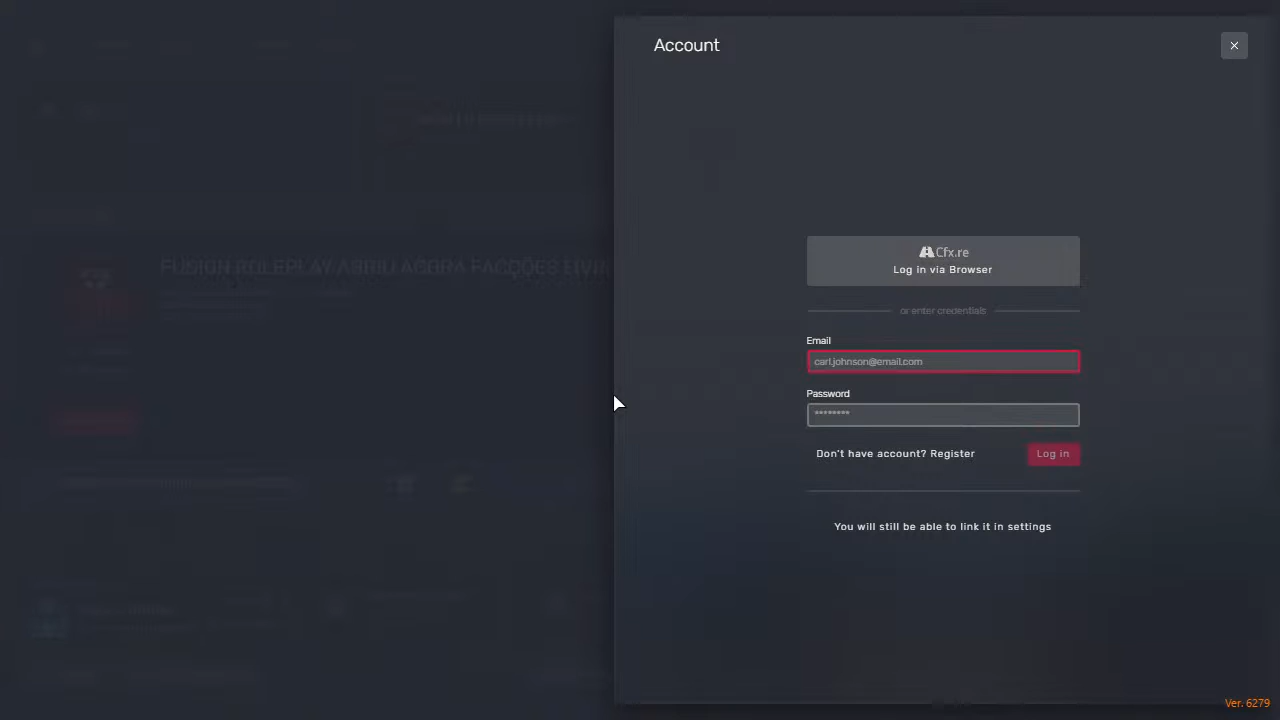 Account
Cfx.re
Log in via Browser
or enter credentials
Email
carl.johnson@email.com
Password
********
Don't have account? Register
Log in
You will still be able to link it in settings
FUSION ROLEPLAY ABRIU AGORA FACÇÕES
Ver. 6279